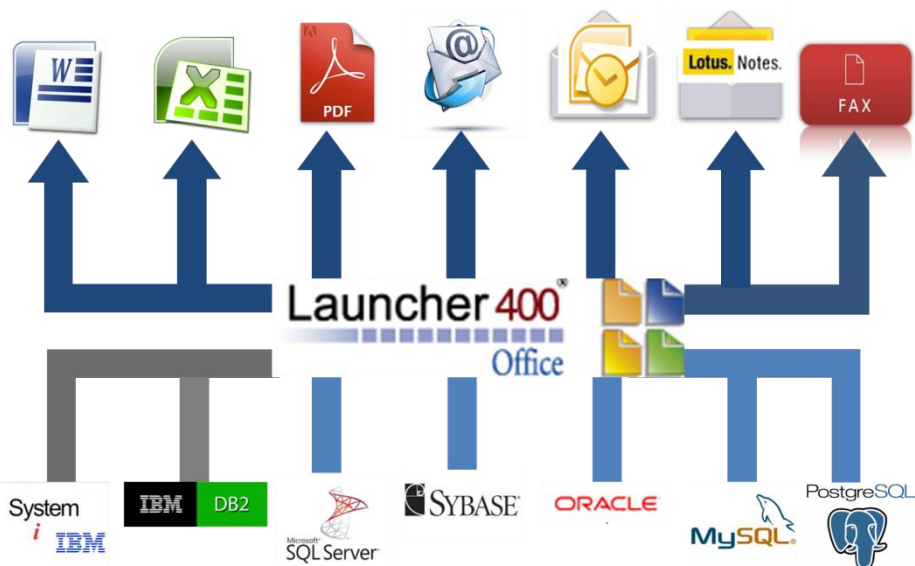 W
X
PDF
@
Lotus. Notes.
FAX
Launcher 400®
Office
System
i
IBM
IBM DB2
Microsoft®
SQL Server
SYBASE
ORACLE
MySQL®
PostgreSQL